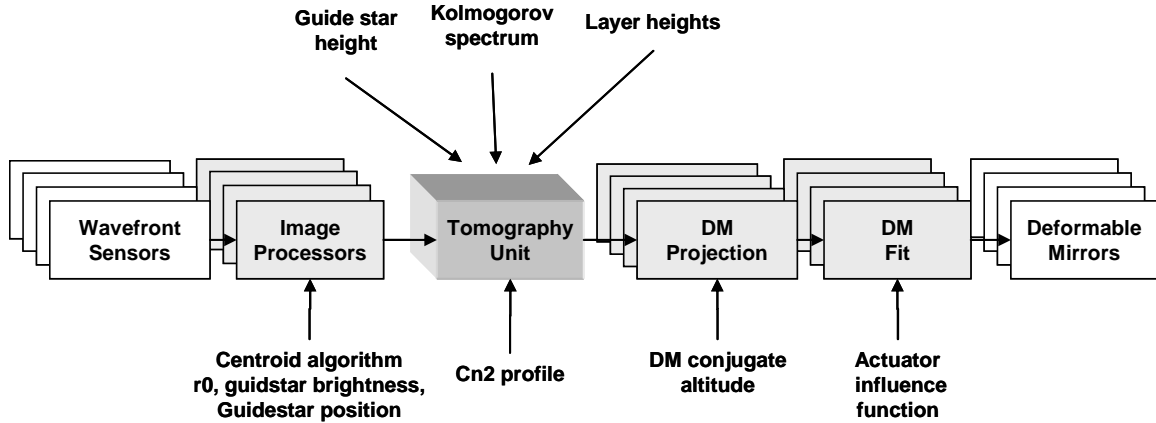 Guide star
height
Kolmogorov
spectrum
Layer heights
Wavefront
Sensors
Image
Processors
Tomography
Unit
DM
Projection
DM
Fit
Deformable
Mirrors
Centroid algorithm
r0, guidstar brightness,
Guidestar position
Cn2 profile
DM conjugate
altitude
Actuator
influence
function